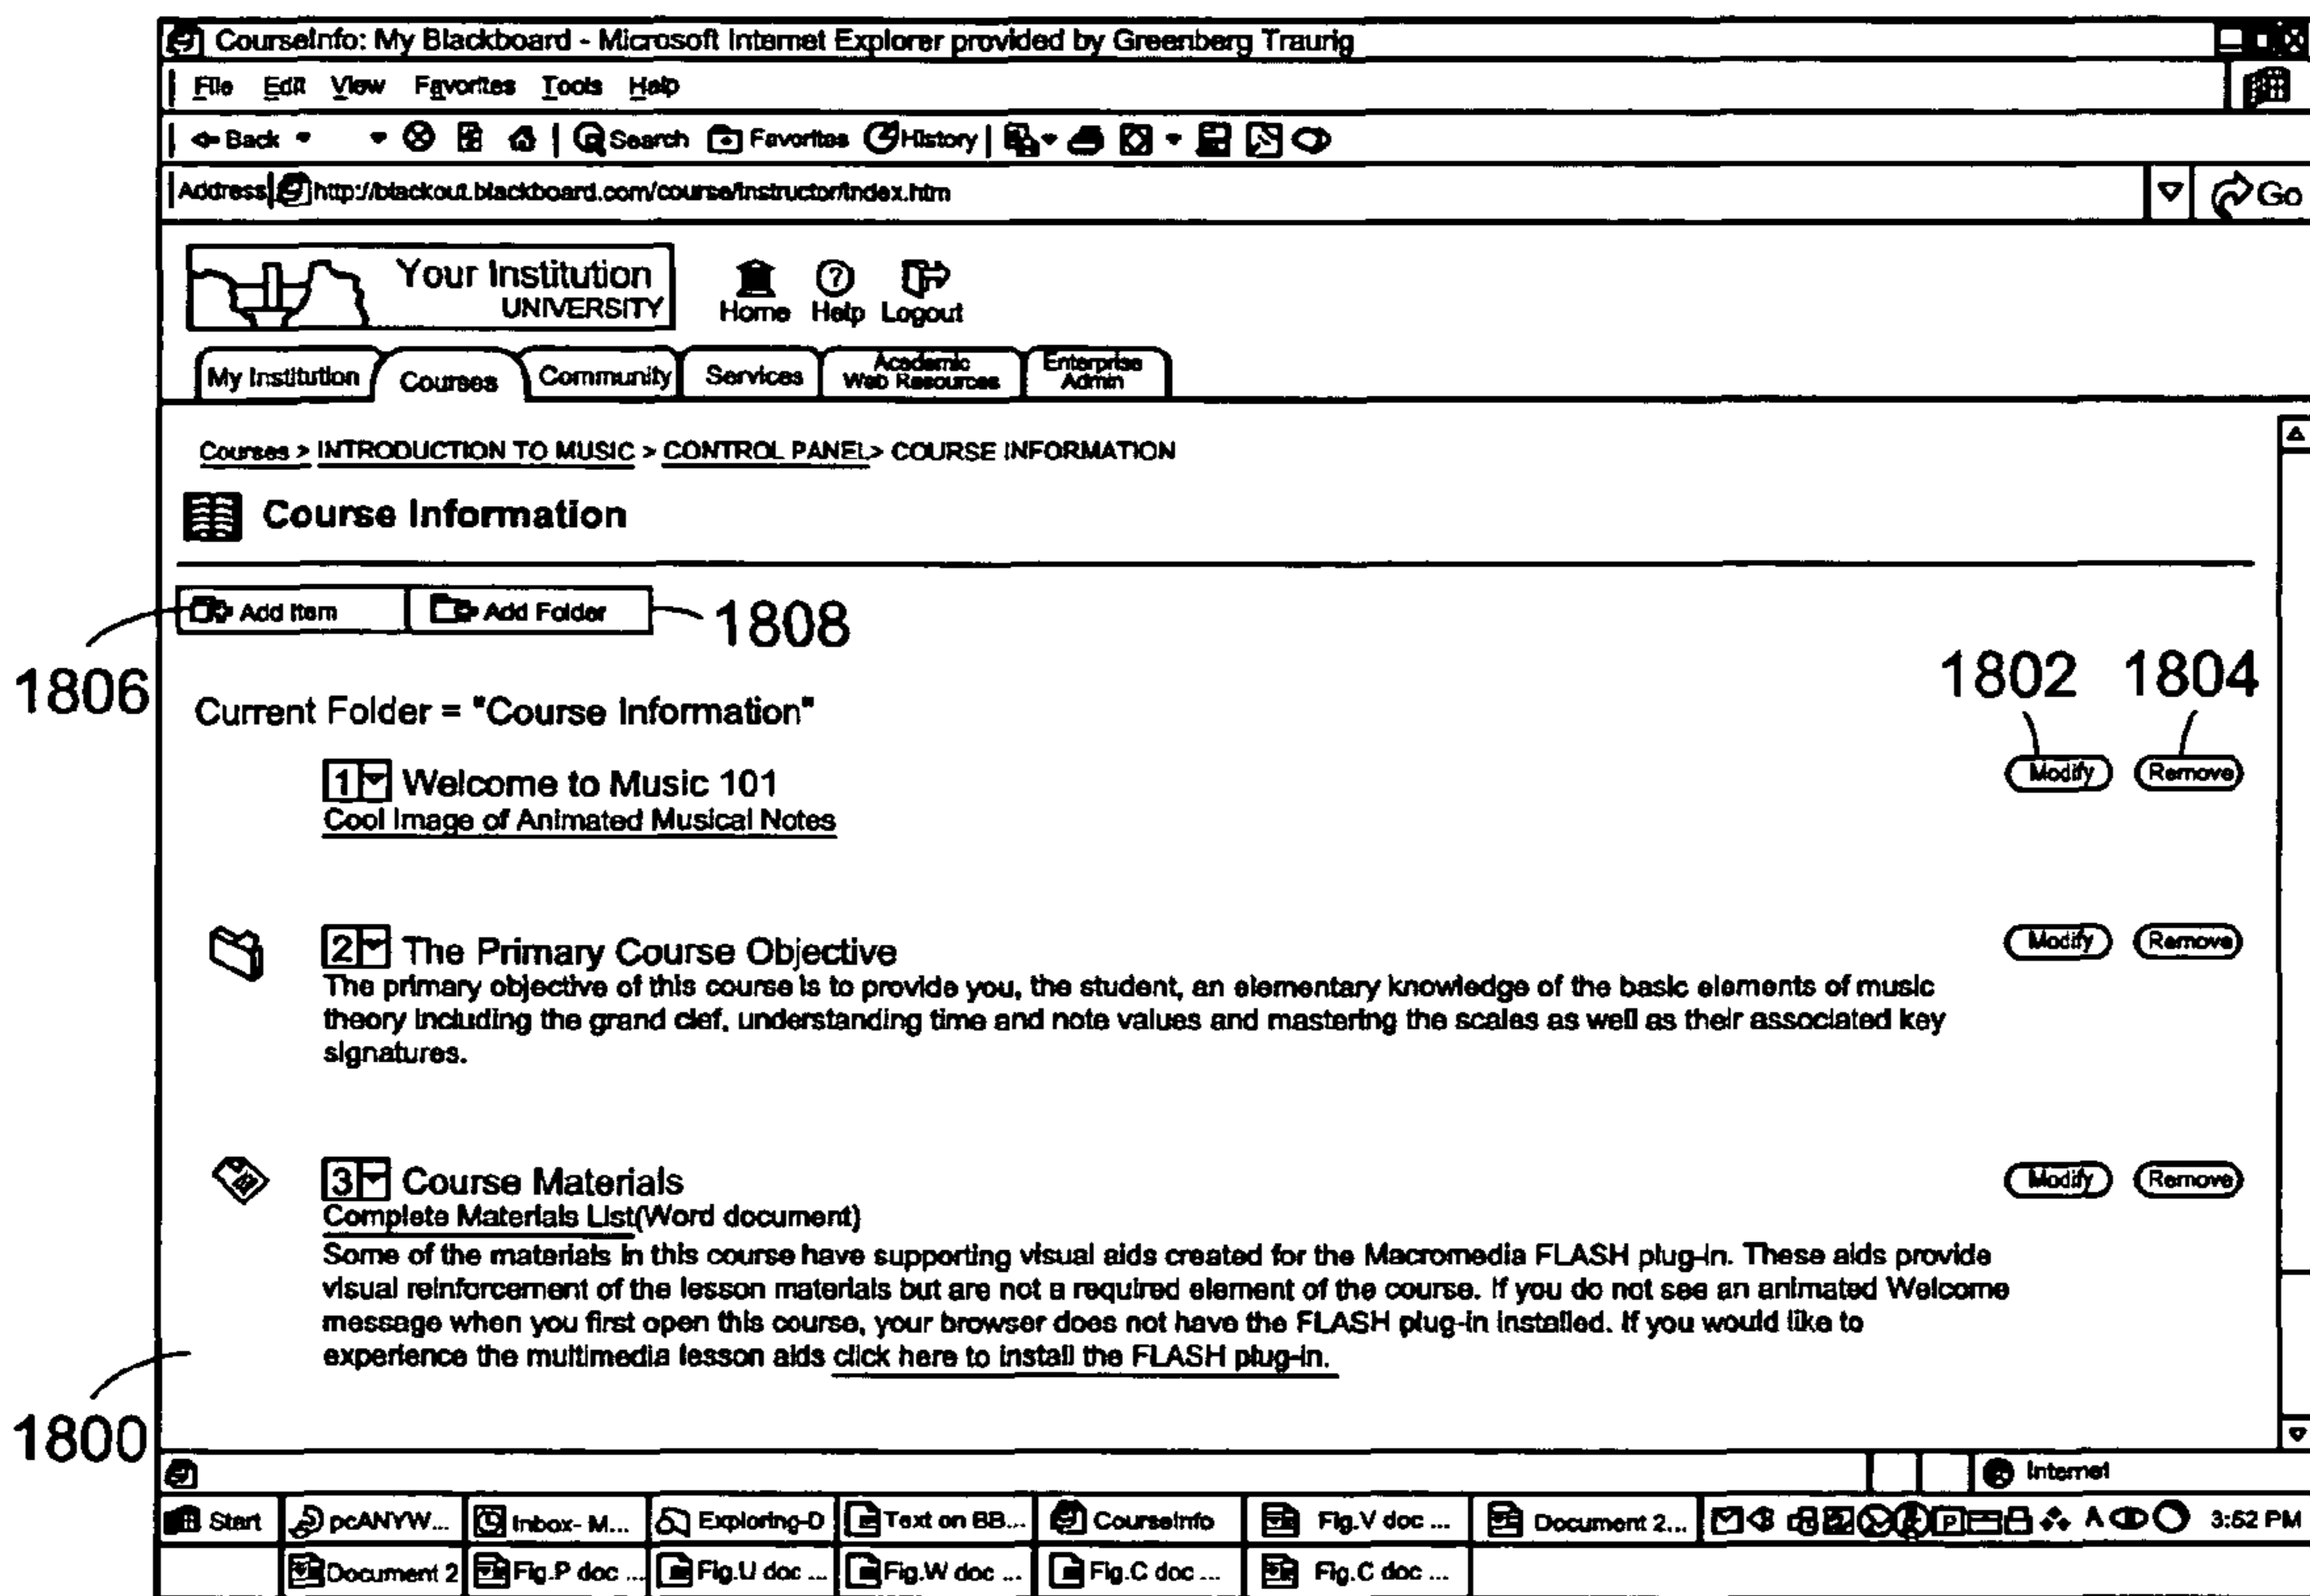 CourseInfo: My Blackboard - Microsoft Internet Explorer provided by Greenberg Traurig
File Edit View Favorites Tools Help
Back Search Favorites History
Address http://blackout.blackboard.com/course/instructor/index.htm Go
Your Institution
UNIVERSITY
Home Help Logout
My Institution Courses Community Services Academic Web Resources Enterprise Admin
Courses > INTRODUCTION TO MUSIC > CONTROL PANEL> COURSE INFORMATION
Course Information
Add Item Add Folder 1808
1806
1802 1804
Current Folder = "Course Information"
1 Welcome to Music 101 Modify Remove
Cool Image of Animated Musical Notes
2 The Primary Course Objective Modify Remove
The primary objective of this course is to provide you, the student, an elementary knowledge of the basic elements of music
theory including the grand clef, understanding time and note values and mastering the scales as well as their associated key
signatures.
3 Course Materials Modify Remove
Complete Materials List(Word document)
Some of the materials in this course have supporting visual aids created for the Macromedia FLASH plug-in. These aids provide
visual reinforcement of the lesson materials but are not a required element of the course. If you do not see an animated Welcome
message when you first open this course, your browser does not have the FLASH plug-in installed. If you would like to
experience the multimedia lesson aids click here to install the FLASH plug-in.
1800
Internet
Start pcANYW... Inbox- M... Exploring-D Text on BB... CourseInfo Fig.V doc ... Document 2... 3:52 PM
Document 2 Fig.P doc ... Fig.U doc ... Fig.W doc ... Fig.C doc ... Fig.C doc ...